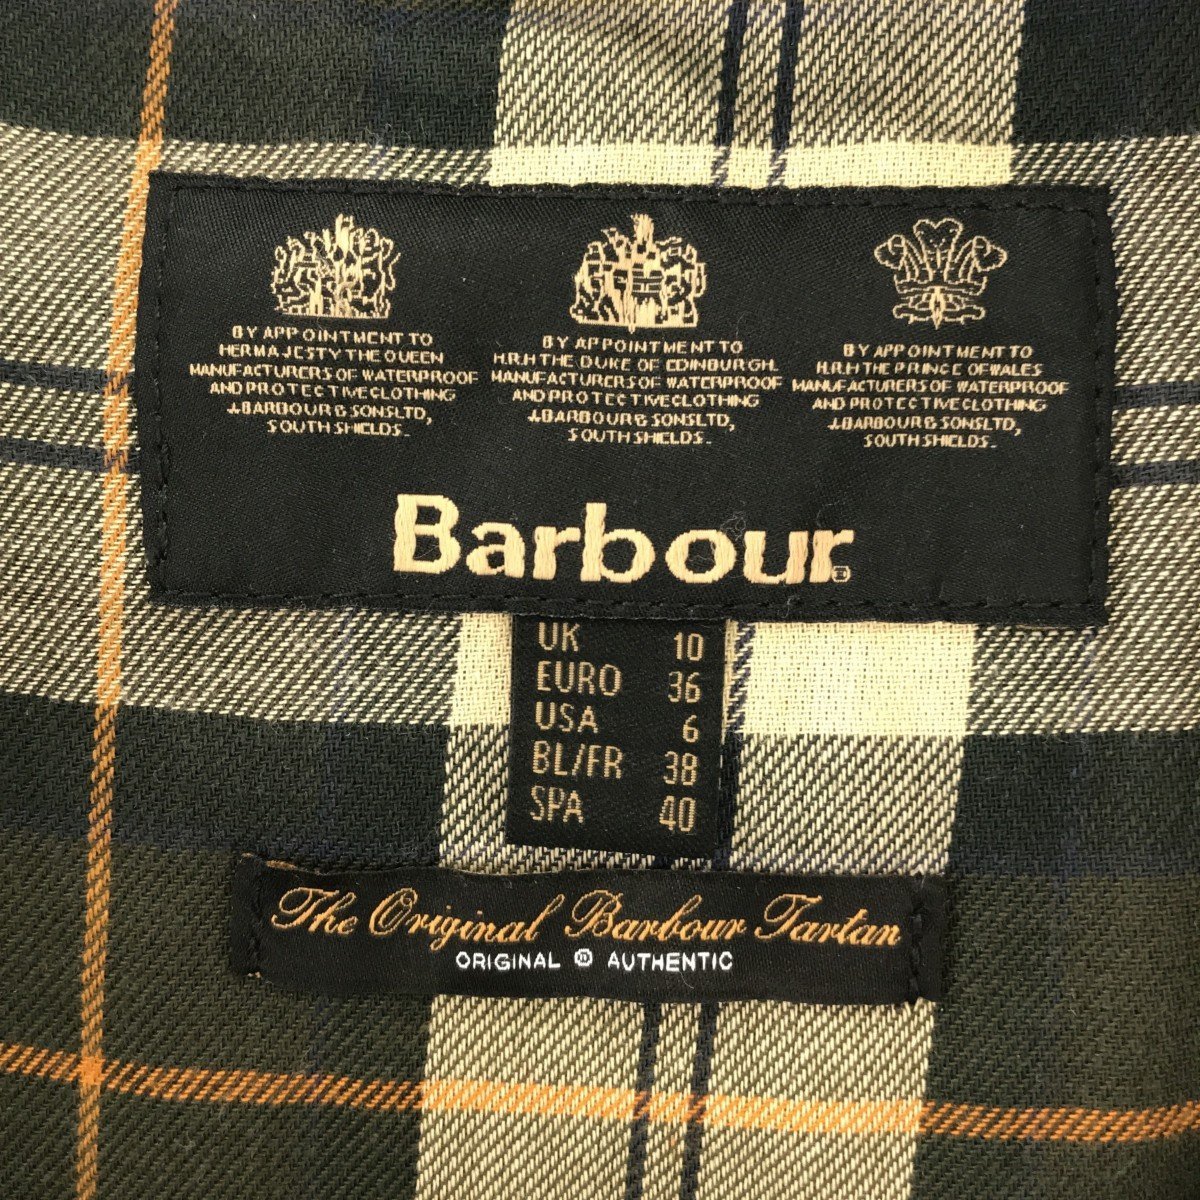 BY APPOINTMENT TO
HER MAJESTY THE QUEEN
MANUFACTURERS OF WATERPROOF
AND PROTECTIVE CLOTHING
J.BARBOUR & SONS LTD,
SOUTH SHIELDS.
BY APPOINTMENT TO
H.R.H THE DUKE OF EDINBURGH.
MANUFACTURERS OF WATERPROOF
AND PROTECTIVE CLOTHING
J.BARBOUR & SONS LTD,
SOUTH SHIELDS.
BY APPOINTMENT TO
H.R.H THE PRINCE OF WALES
MANUFACTURERS OF WATERPROOF
AND PROTECTIVE CLOTHING
J.BARBOUR & SONS LTD,
SOUTH SHIELDS.
Barbour®
UK 10
EURO 36
USA 6
BL/FR 38
SPA 40
The Original Barbour Tartan
ORIGINAL ® AUTHENTIC